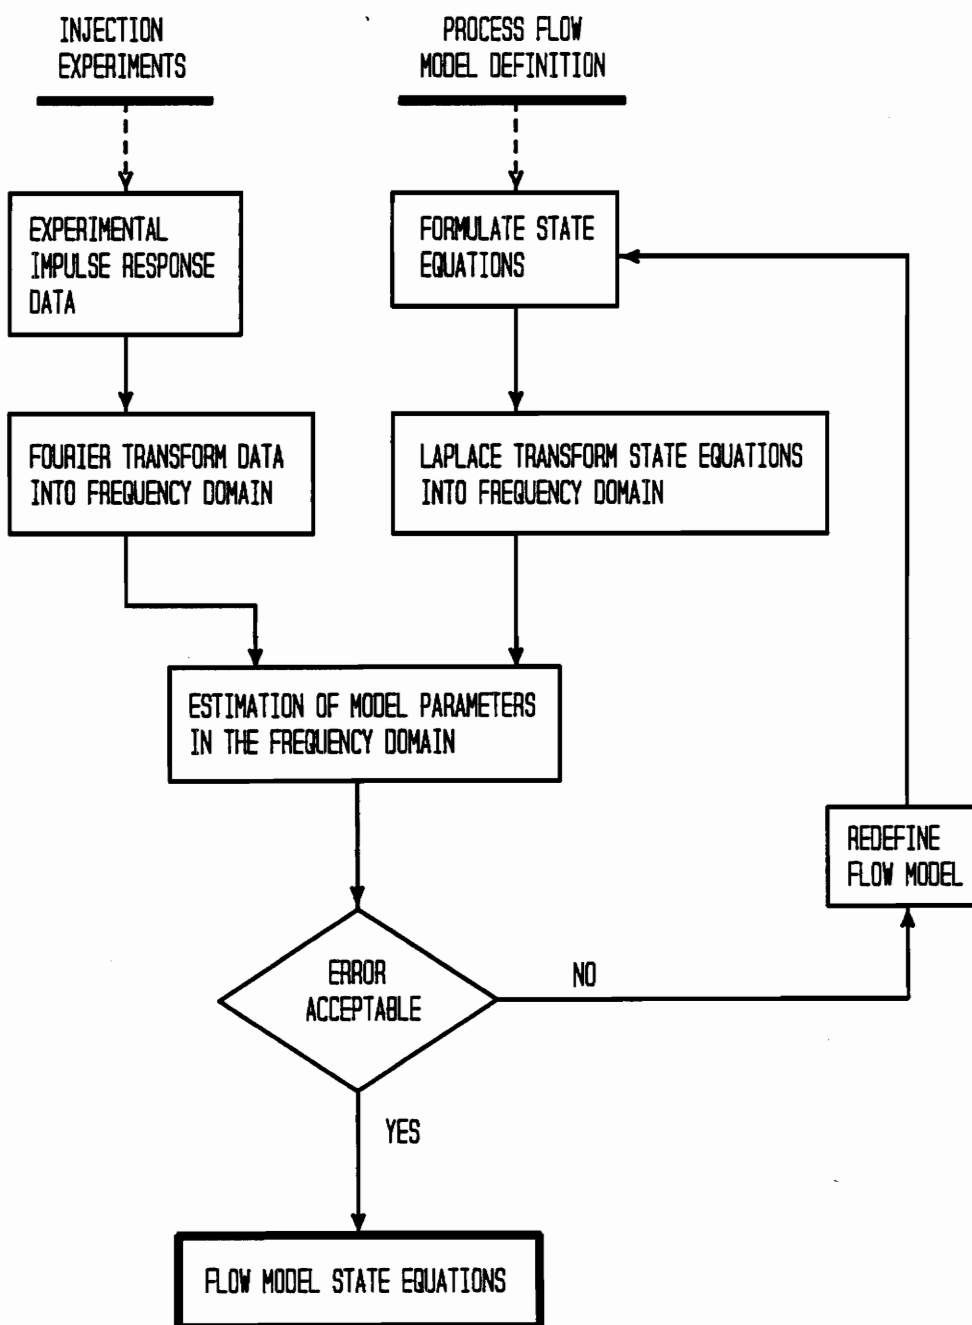 INJECTION
EXPERIMENTS
PROCESS FLOW
MODEL DEFINITION
EXPERIMENTAL
IMPULSE RESPONSE
DATA
FORMULATE STATE
EQUATIONS
FOURIER TRANSFORM DATA
INTO FREQUENCY DOMAIN
LAPLACE TRANSFORM STATE EQUATIONS
INTO FREQUENCY DOMAIN
ESTIMATION OF MODEL PARAMETERS
IN THE FREQUENCY DOMAIN
REDEFINE
FLOW MODEL
ERROR
ACCEPTABLE
NO
YES
FLOW MODEL STATE EQUATIONS